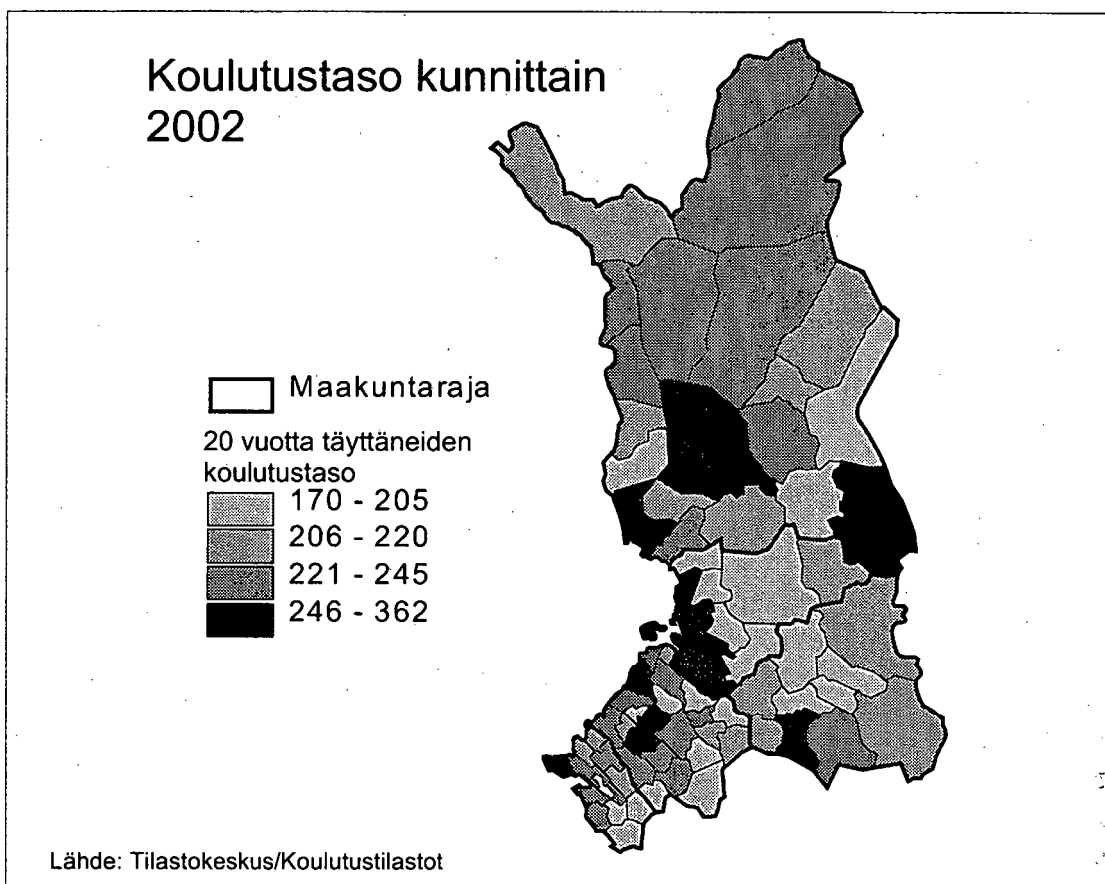 Koulutustaso kunnittain
2002
Maakuntaraja
20 vuotta täyttäneiden
koulutustaso
170 - 205
206 - 220
221 - 245
246 - 362
Lähde: Tilastokeskus/Koulutustilastot